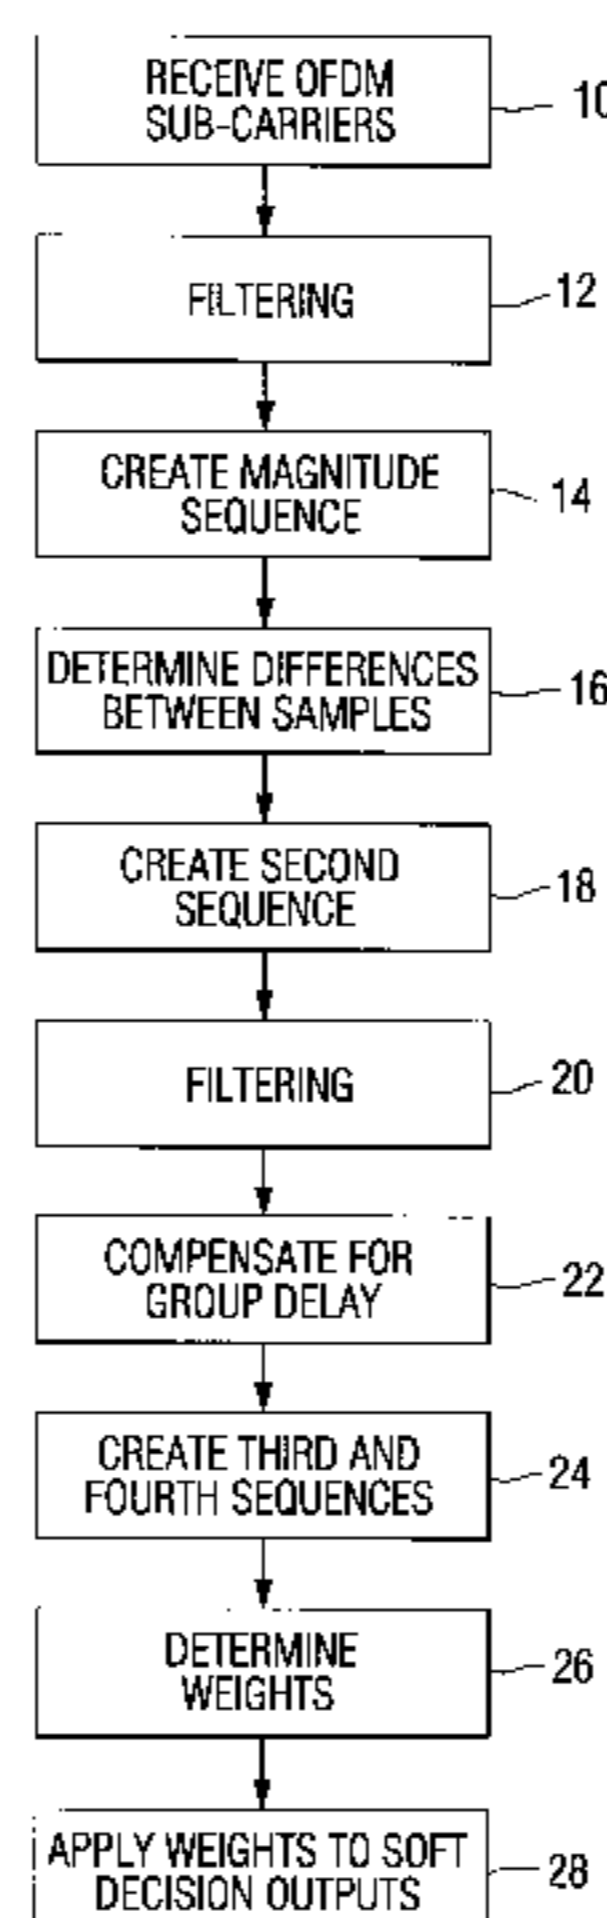 RECEIVE OFDM
SUB-CARRIERS
10
FILTERING
12
CREATE MAGNITUDE
SEQUENCE
14
DETERMINE DIFFERENCES
BETWEEN SAMPLES
16
CREATE SECOND
SEQUENCE
18
FILTERING
20
COMPENSATE FOR
GROUP DELAY
22
CREATE THIRD AND
FOURTH SEQUENCES
24
DETERMINE
WEIGHTS
26
APPLY WEIGHTS TO SOFT
DECISION OUTPUTS
28